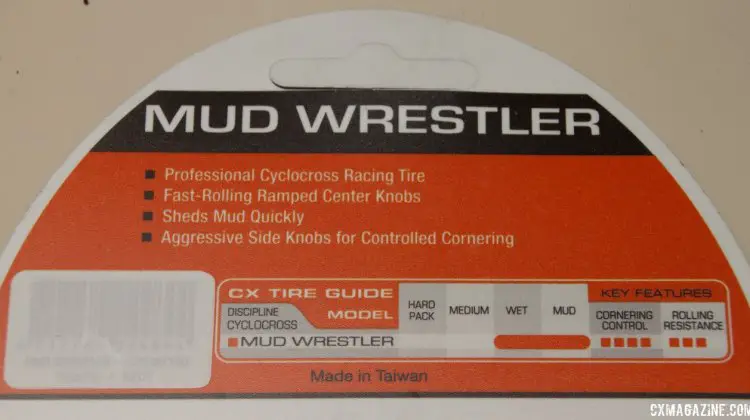 MUD WRESTLER
Professional Cyclocross Racing Tire
Fast-Rolling Ramped Center Knobs
Sheds Mud Quickly
Aggressive Side Knobs for Controlled Cornering
CX TIRE GUIDE
KEY FEATURES
DISCIPLINE
CYCLOCROSS
MODEL
HARD
PACK
MEDIUM
WET
MUD
CORNERING
CONTROL
ROLLING
RESISTANCE
MUD WRESTLER
Made in Taiwan
CXMAGAZINE.COM